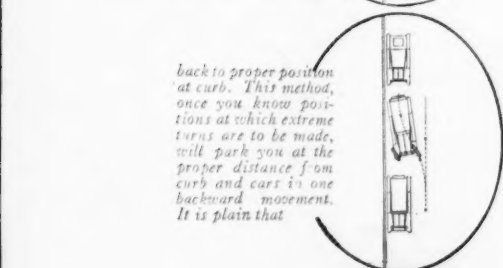 back to proper position
at curb. This method,
once you know posi-
tions at which extreme
turns are to be made,
will park you at the
proper distance from
curb and cars in one
backward movement.
It is plain that